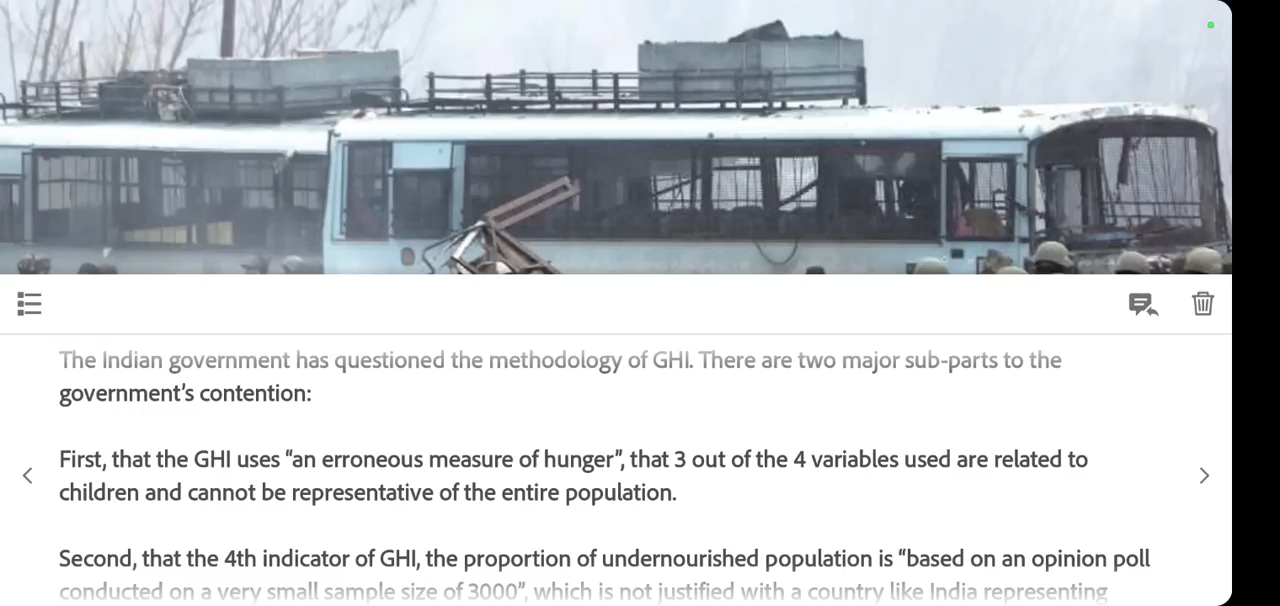 The Indian government has questioned the methodology of GHI. There are two major sub-parts to the
government’s contention:
First, that the GHI uses “an erroneous measure of hunger”, that 3 out of the 4 variables used are related to
children and cannot be representative of the entire population.
Second, that the 4th indicator of GHI, the proportion of undernourished population is “based on an opinion poll
conducted on a very small sample size of 3000”, which is not justified with a country like India representing